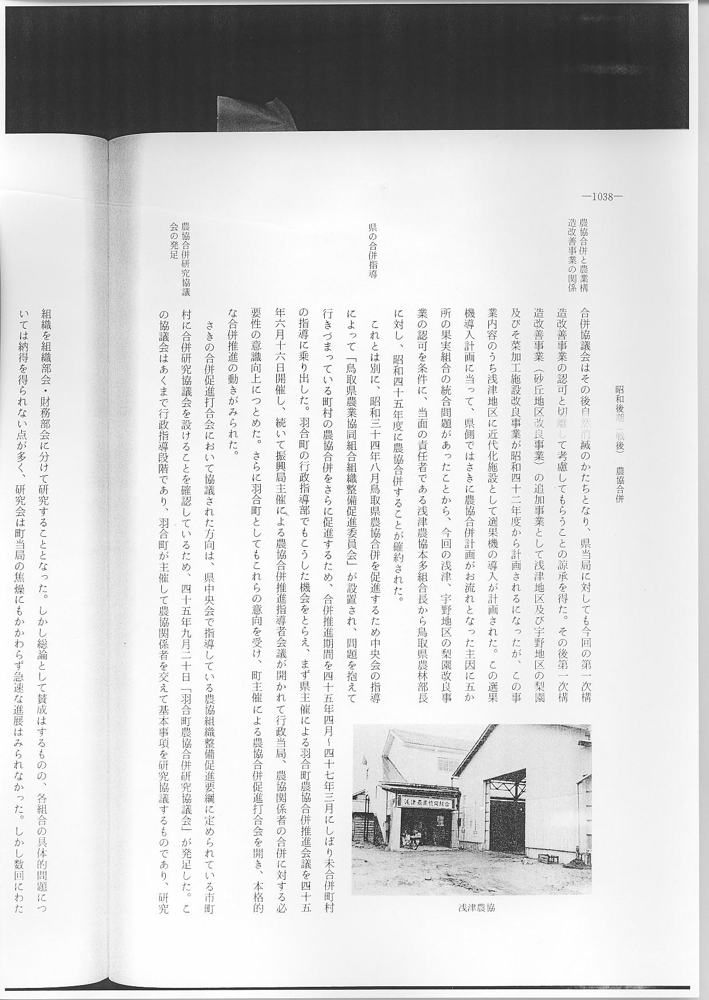 ―1038―
昭和後期（戦後）　農協合併
農協合併と農業構
造改善事業の関係
合併協議会はその後自然消滅のかたちとなり、県当局に対しても今回の第一次構
造改善事業の認可と切離して考慮してもらうことの諒承を得た。その後第一次構
造改善事業（砂丘地区改良事業）の追加事業として浅津地区及び宇野地区の梨園
及びそ菜加工施設改良事業が昭和四十二年度から計画されるになったが、この事
業内容のうち浅津地区に近代化施設として選果機の導入が計画された。この選果
機導入計画に当って、県側ではさきに農協合併計画がお流れとなった主因に五か
所の果実組合の統合問題があったことから、今回の浅津、宇野地区の梨園改良事
業の認可を条件に、当面の責任者である浅津農協本多組合長から鳥取県農林部長
に対し、昭和四十五年度に農協合併することが確約された。
県の合併指導
これとは別に、昭和三十四年八月鳥取県農協合併を促進するため中央会の指導
によって「鳥取県農業協同組合組織整備促進委員会」が設置され、問題を抱えて
行きづまっている町村の農協合併をさらに促進するため、合併推進期間を四十五年四月～四十七年三月にしぼり未合併町村
の指導に乗り出した。羽合町の行政指導部でもこうした機会をとらえ、まず県主催による羽合町農協合併推進会議を四十五
年六月十六日開催し、続いて振興局主催による農協合併推進指導者会議が開かれて行政当局、農協関係者の合併に対する必
要性の意識向上につとめた。さらに羽合町としてもこれらの意向を受け、町主催による農協合併促進打合会を開き、本格的
な合併推進の動きがみられた。
農協合併研究協議
会の発足
さきの合併促進打合会において協議された方向は、県中央会で指導している農協組織整備促進要綱に定められている市町
村に合併研究協議会を設けることを確認しているため、四十五年九月二十日「羽合町農協合併研究協議会」が発足した。こ
の協議会はあくまで行政指導段階であり、羽合町が主催して農協関係者を交えて基本事項を研究協議するものであり、研究
浅津農業協同組合
浅津農協
組織を組織部会・財務部会に分けて研究することとなった。しかし総論として賛成はするものの、各組合の具体的問題につ
いては納得を得られない点が多く、研究会は町当局の焦燥にもかかわらず急速な進展はみられなかった。しかし数回にわた